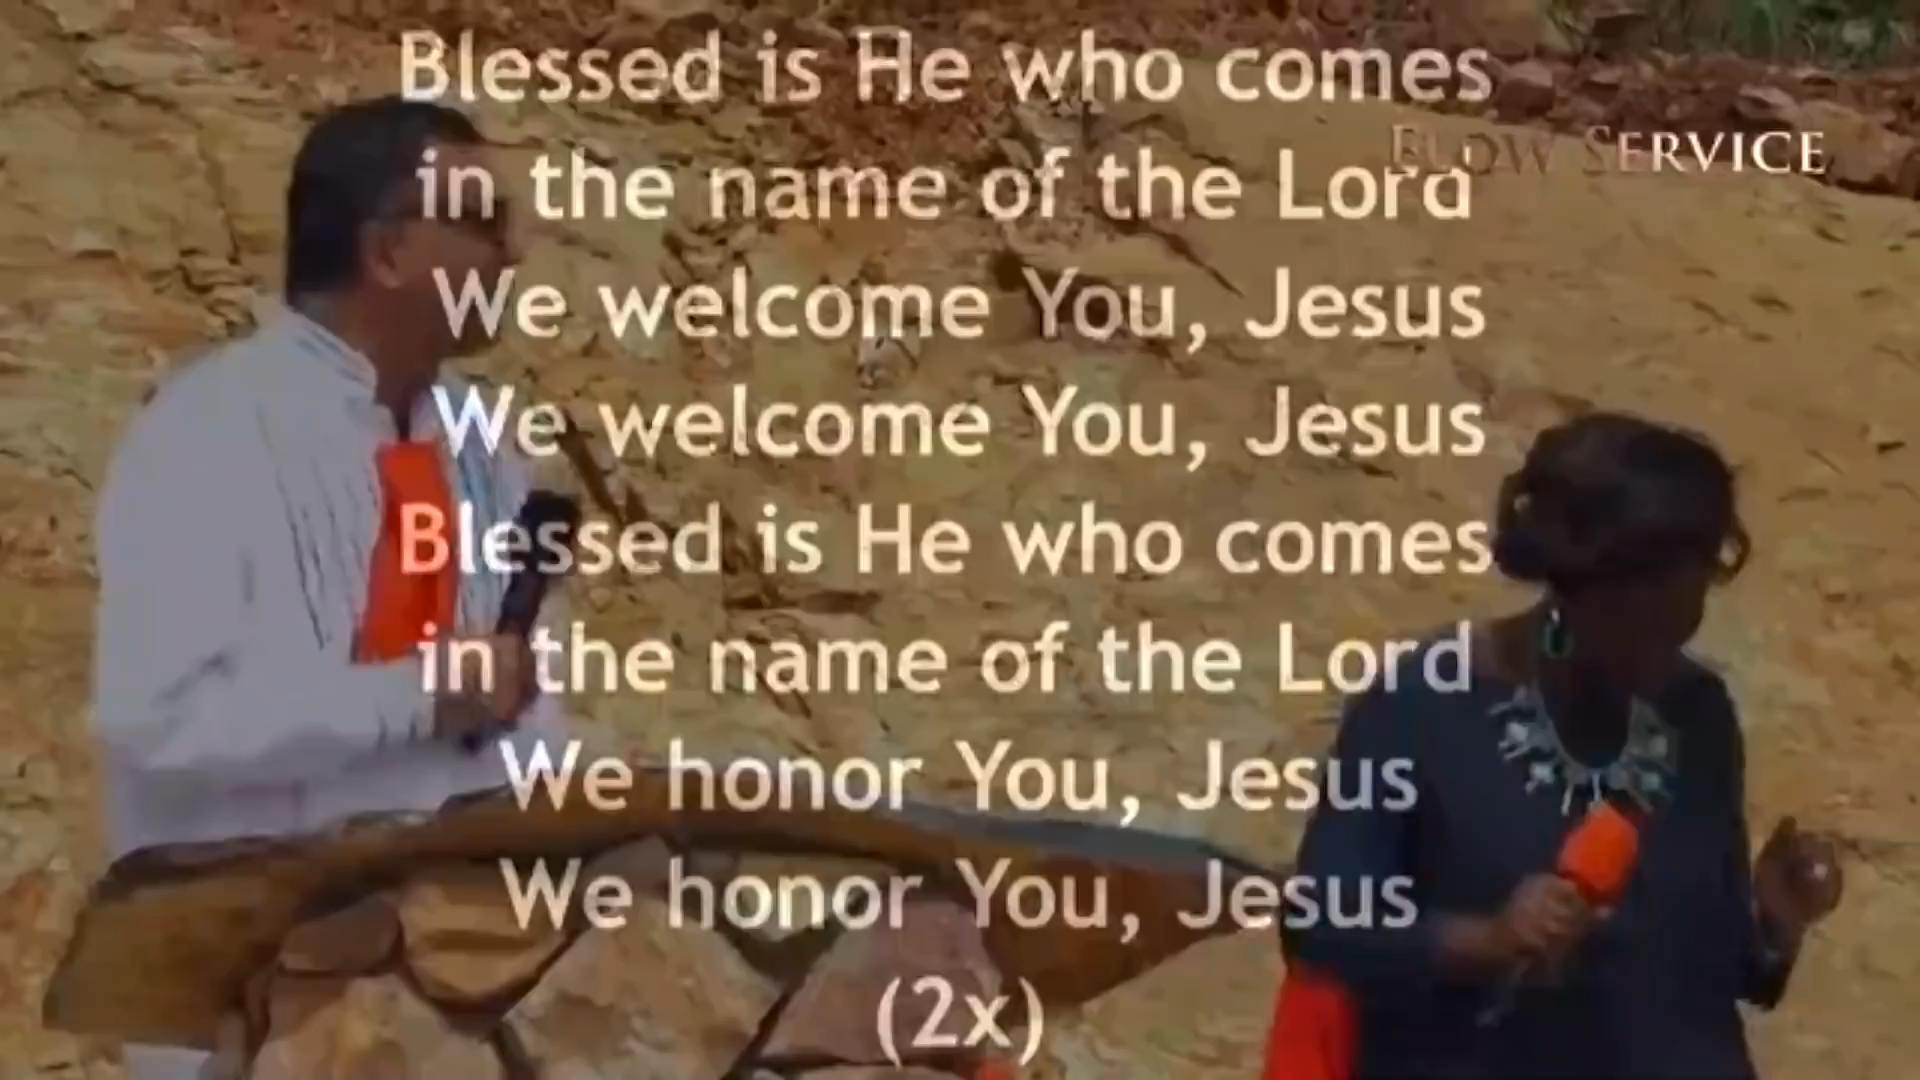 Blessed is He who comes
FLOW SERVICE
in the name of the Lord
We welcome You, Jesus
We welcome You, Jesus
Blessed is He who comes
in the name of the Lord
We honor You, Jesus
We honor You, Jesus
(2x)